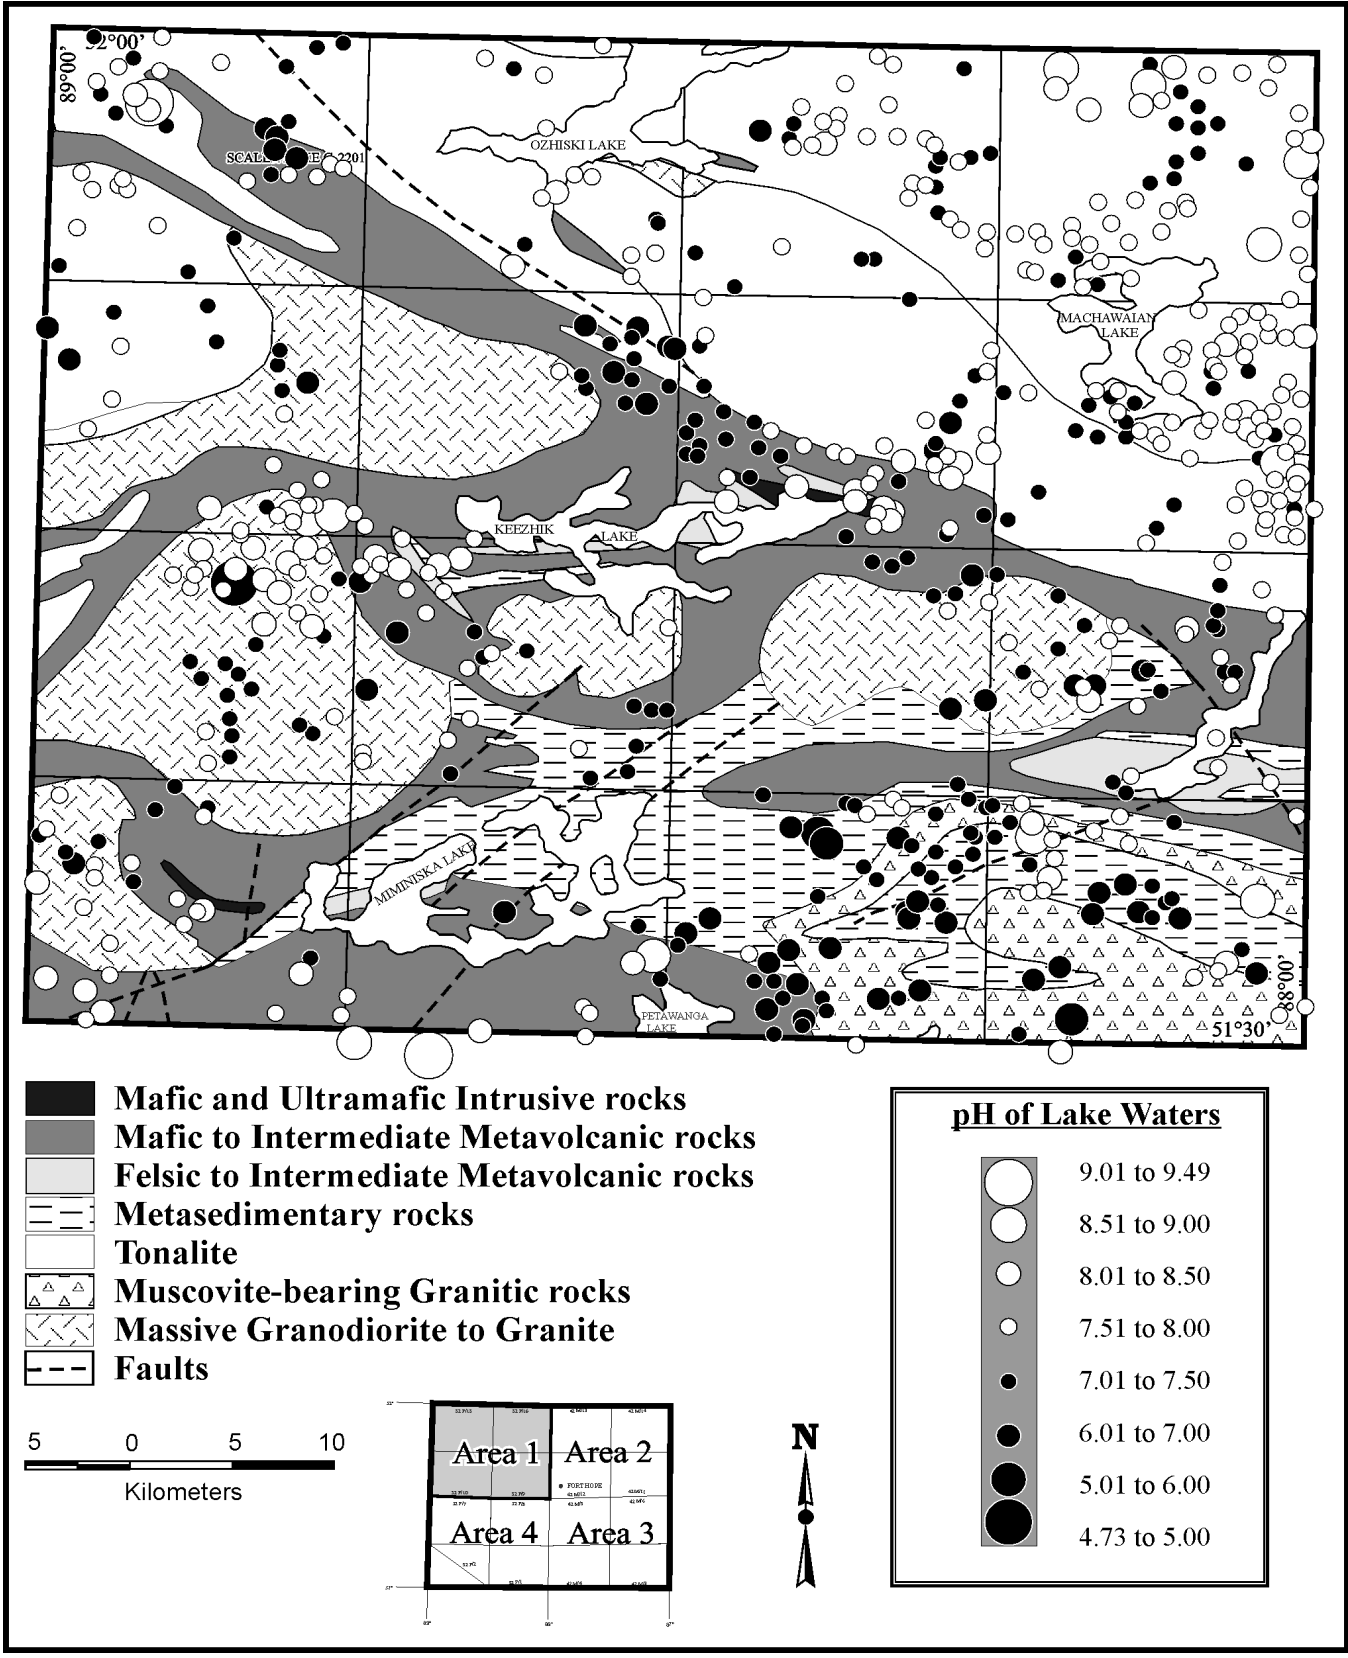 52°00’
89°00’
OZHISKI LAKE
MACHAWAIAN
LAKE
KEEZHIK
LAKE
MIMINISKA LAKE
PETAWANGA
LAKE
88°00’
51°30’
Mafic and Ultramafic Intrusive rocks
Mafic to Intermediate Metavolcanic rocks
Felsic to Intermediate Metavolcanic rocks
Metasedimentary rocks
Tonalite
Muscovite-bearing Granitic rocks
Massive Granodiorite to Granite
Faults
5 0 5 10
Kilometers
pH of Lake Waters
9.01 to 9.49
8.51 to 9.00
8.01 to 8.50
7.51 to 8.00
7.01 to 7.50
6.01 to 7.00
5.01 to 6.00
4.73 to 5.00
Area 1
Area 2
FORT HOPE
Area 4
Area 3
N